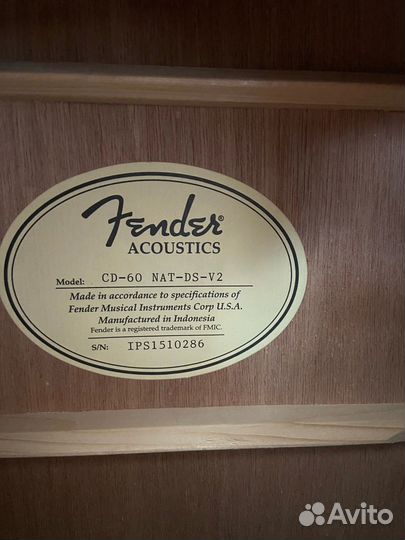 Fender®
ACOUSTICS
Model: CD-60 NAT-DS-V2
Made in accordance to specifications of
Fender Musical Instruments Corp U.S.A.
Manufactured in Indonesia
Fender is a registered trademark of FMIC.
S/N: IPS1510286
Avito